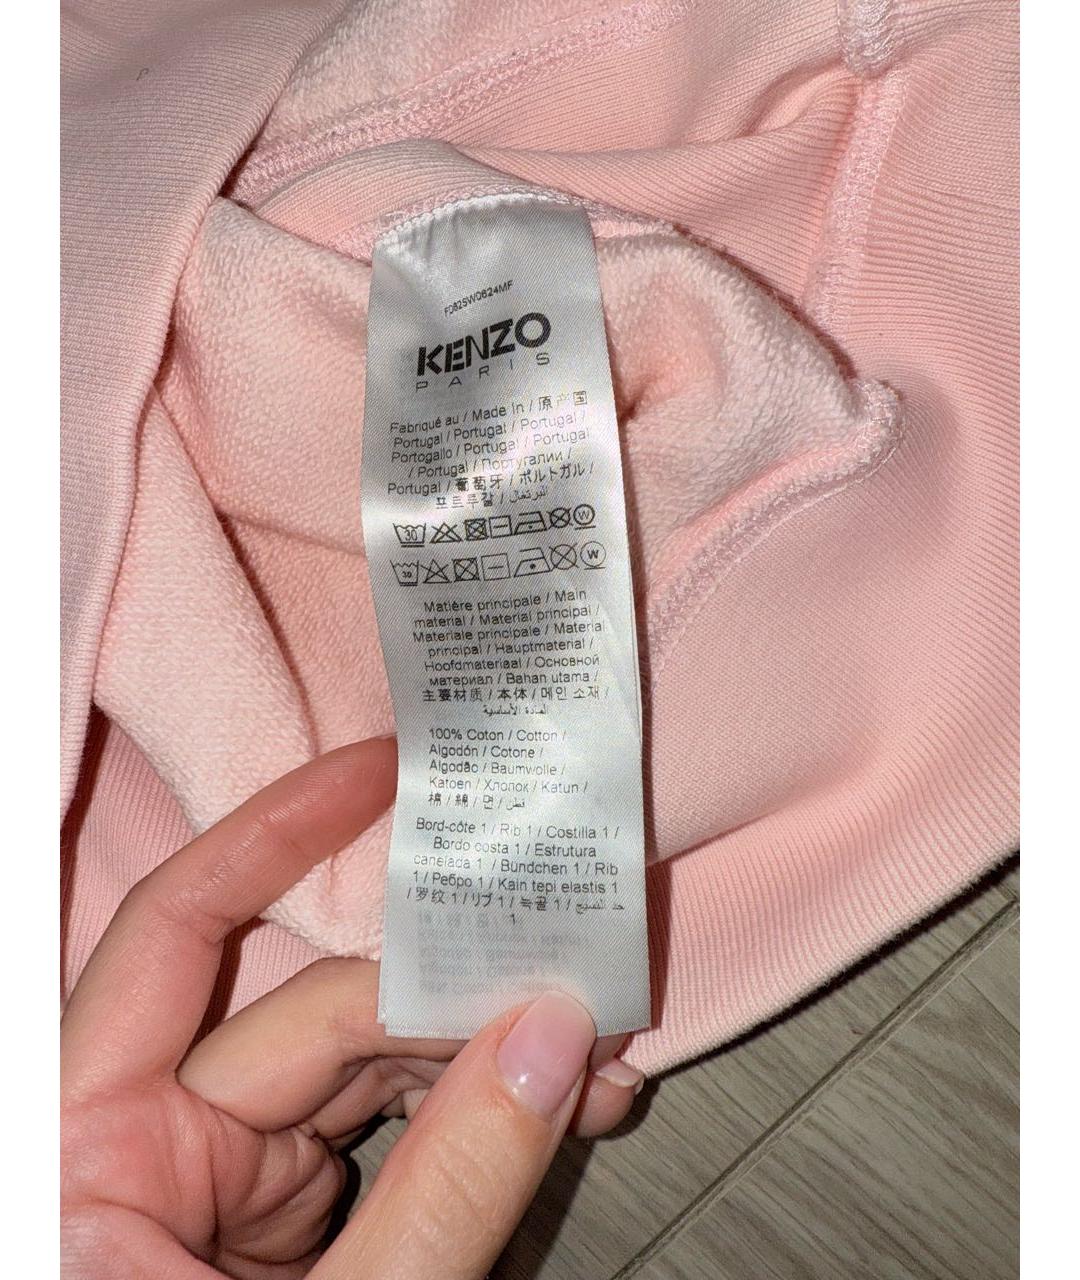 FD62SW0624MF
KENZO
PARIS
Fabriqué au / Made In / 原产国
Portugal / Portugal / Portugal /
Portogallo / Portugal / Portugal
/ Portugal / Португалии /
Portugal / 葡萄牙 / ポルトガル /
포르투갈 / البرتغال
30 W
30 W
Matière principale / Main
material / Material principal /
Materiale principale / Material
principal / Hauptmaterial /
Hoofdmateriaal / Основной
материал / Bahan utama /
主要材质 / 本体 / 메인 소재 /
المادة الأساسية
100% Coton / Cotton /
Algodón / Cotone /
Algodão / Baumwolle /
Katoen / Хлопок / Katun /
棉 / 綿 / 면 / قطن
Bord-côte 1 / Rib 1 / Costilla 1 /
Bordo costa 1 / Estrutura
canelada 1 / Bündchen 1 / Rib
1 / Ребро 1 / Kain tepi elastis 1
/ 罗纹 1 / リブ 1 / 늑골 1 / حد النسيج
1